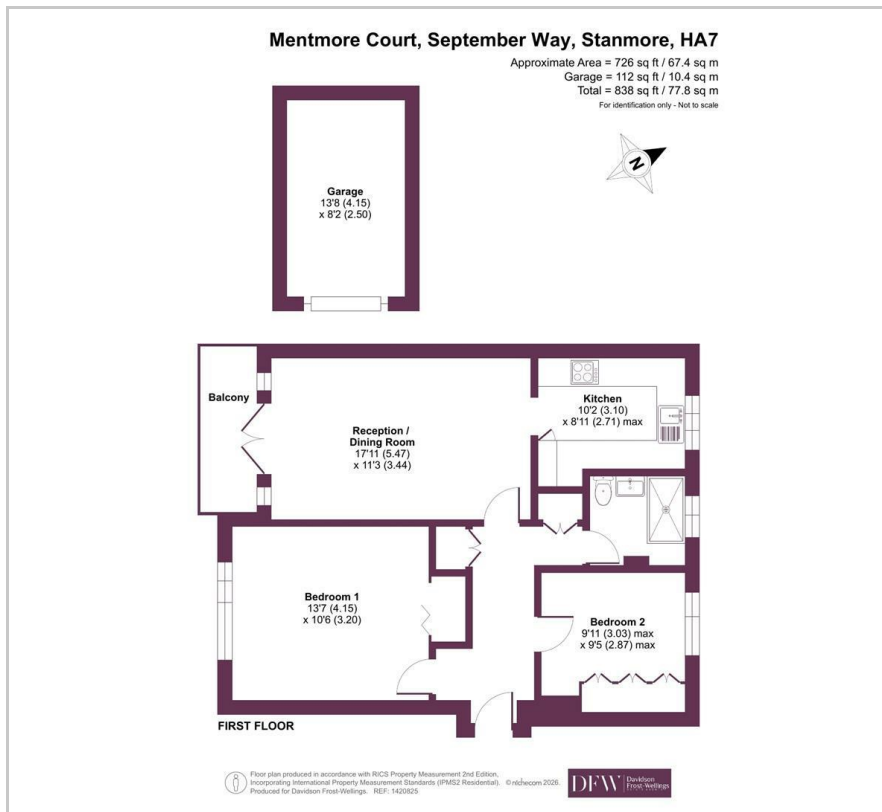 Mentmore Court, September Way, Stanmore, HA7
Approximate Area = 726 sq ft / 67.4 sq m
Garage = 112 sq ft / 10.4 sq m
Total = 838 sq ft / 77.8 sq m
For identification only - Not to scale
N
Garage
13'8 (4.15)
x 8'2 (2.50)
Balcony
Reception /
Dining Room
17'11 (5.47)
x 11'3 (3.44)
Kitchen
10'2 (3.10)
x 8'11 (2.71) max
Bedroom 1
13'7 (4.15)
x 10'6 (3.20)
Bedroom 2
9'11 (3.03) max
x 9'5 (2.87) max
FIRST FLOOR
Floor plan produced in accordance with RICS Property Measurement 2nd Edition,
Incorporating International Property Measurement Standards (IPMS2 Residential). © nichecom 2026.
Produced for Davidson Frost-Wellings. REF: 1420825
DFW Davidson
Frost-Wellings